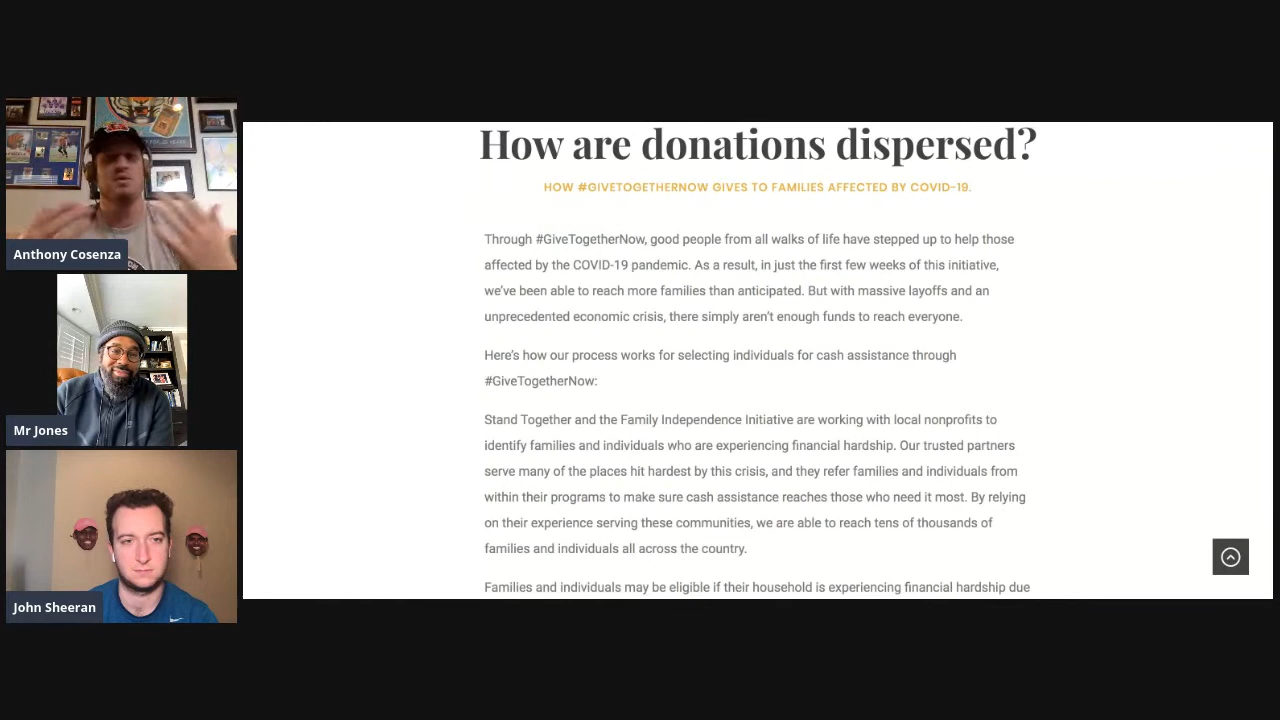 Anthony Cosenza
Mr Jones
John Sheeran
How are donations dispersed?
HOW #GIVETOGETHERNOW GIVES TO FAMILIES AFFECTED BY COVID-19.
Through #GiveTogetherNow, good people from all walks of life have stepped up to help those
affected by the COVID-19 pandemic. As a result, in just the first few weeks of this initiative,
we've been able to reach more families than anticipated. But with massive layoffs and an
unprecedented economic crisis, there simply aren't enough funds to reach everyone.
Here's how our process works for selecting individuals for cash assistance through
#GiveTogetherNow:
Stand Together and the Family Independence Initiative are working with local nonprofits to
identify families and individuals who are experiencing financial hardship. Our trusted partners
serve many of the places hit hardest by this crisis, and they refer families and individuals from
within their programs to make sure cash assistance reaches those who need it most. By relying
on their experience serving these communities, we are able to reach tens of thousands of
families and individuals all across the country.
Families and individuals may be eligible if their household is experiencing financial hardship due